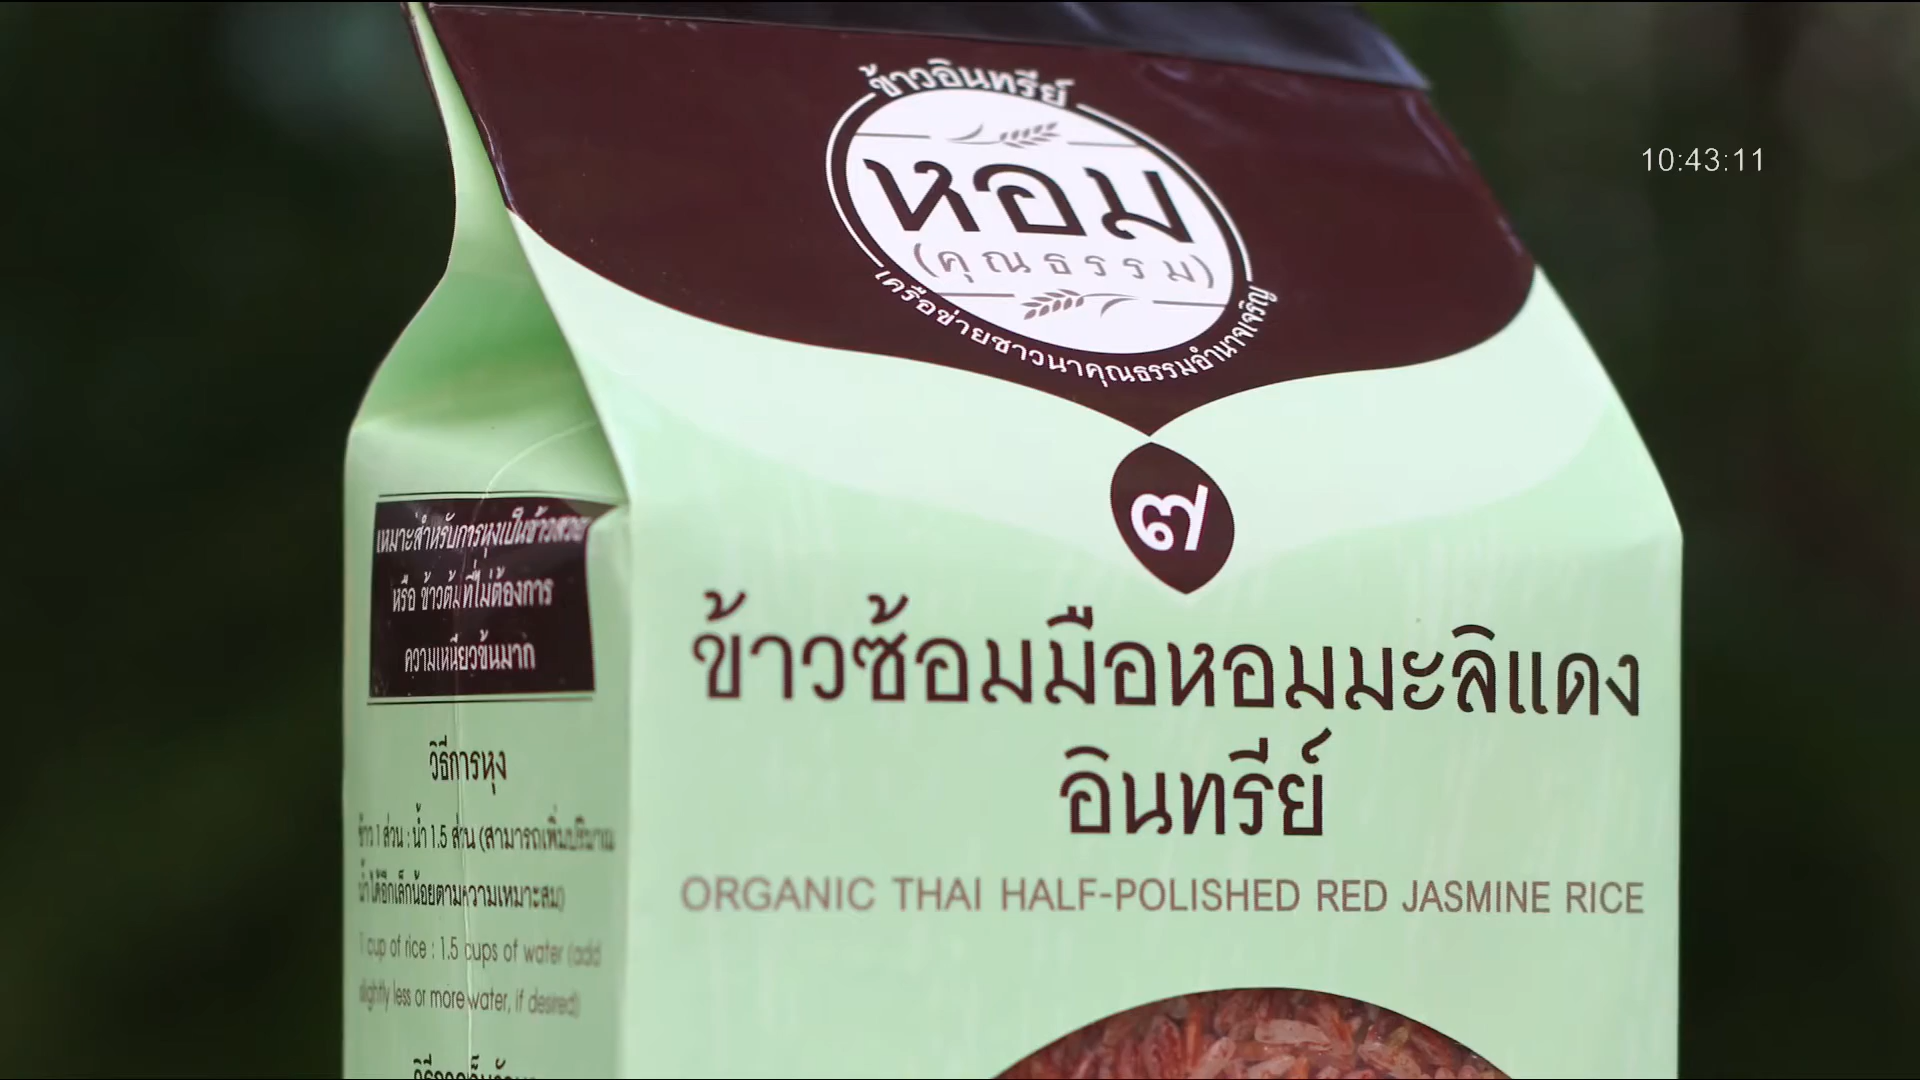 10:43:11
ข้าวอินทรีย์
หอม
(คุณธรรม)
เครือข่ายชาวนาคุณธรรมอำนาจเจริญ
๗
ข้าวซ้อมมือหอมมะลิแดง
อินทรีย์
ORGANIC THAI HALF-POLISHED RED JASMINE RICE
เหมาะสำหรับการหุงเป็นข้าวสวย
หรือ ข้าวต้มที่ไม่ต้องการ
ความเหนียวข้นมาก
วิธีการหุง
ข้าว 1 ส่วน : น้ำ 1.5 ส่วน (สามารถเพิ่มปริมาณ
น้ำได้อีกเล็กน้อยตามความเหมาะสม)
1 cup of rice : 1.5 cups of water (add
slightly less or more water, if desired)